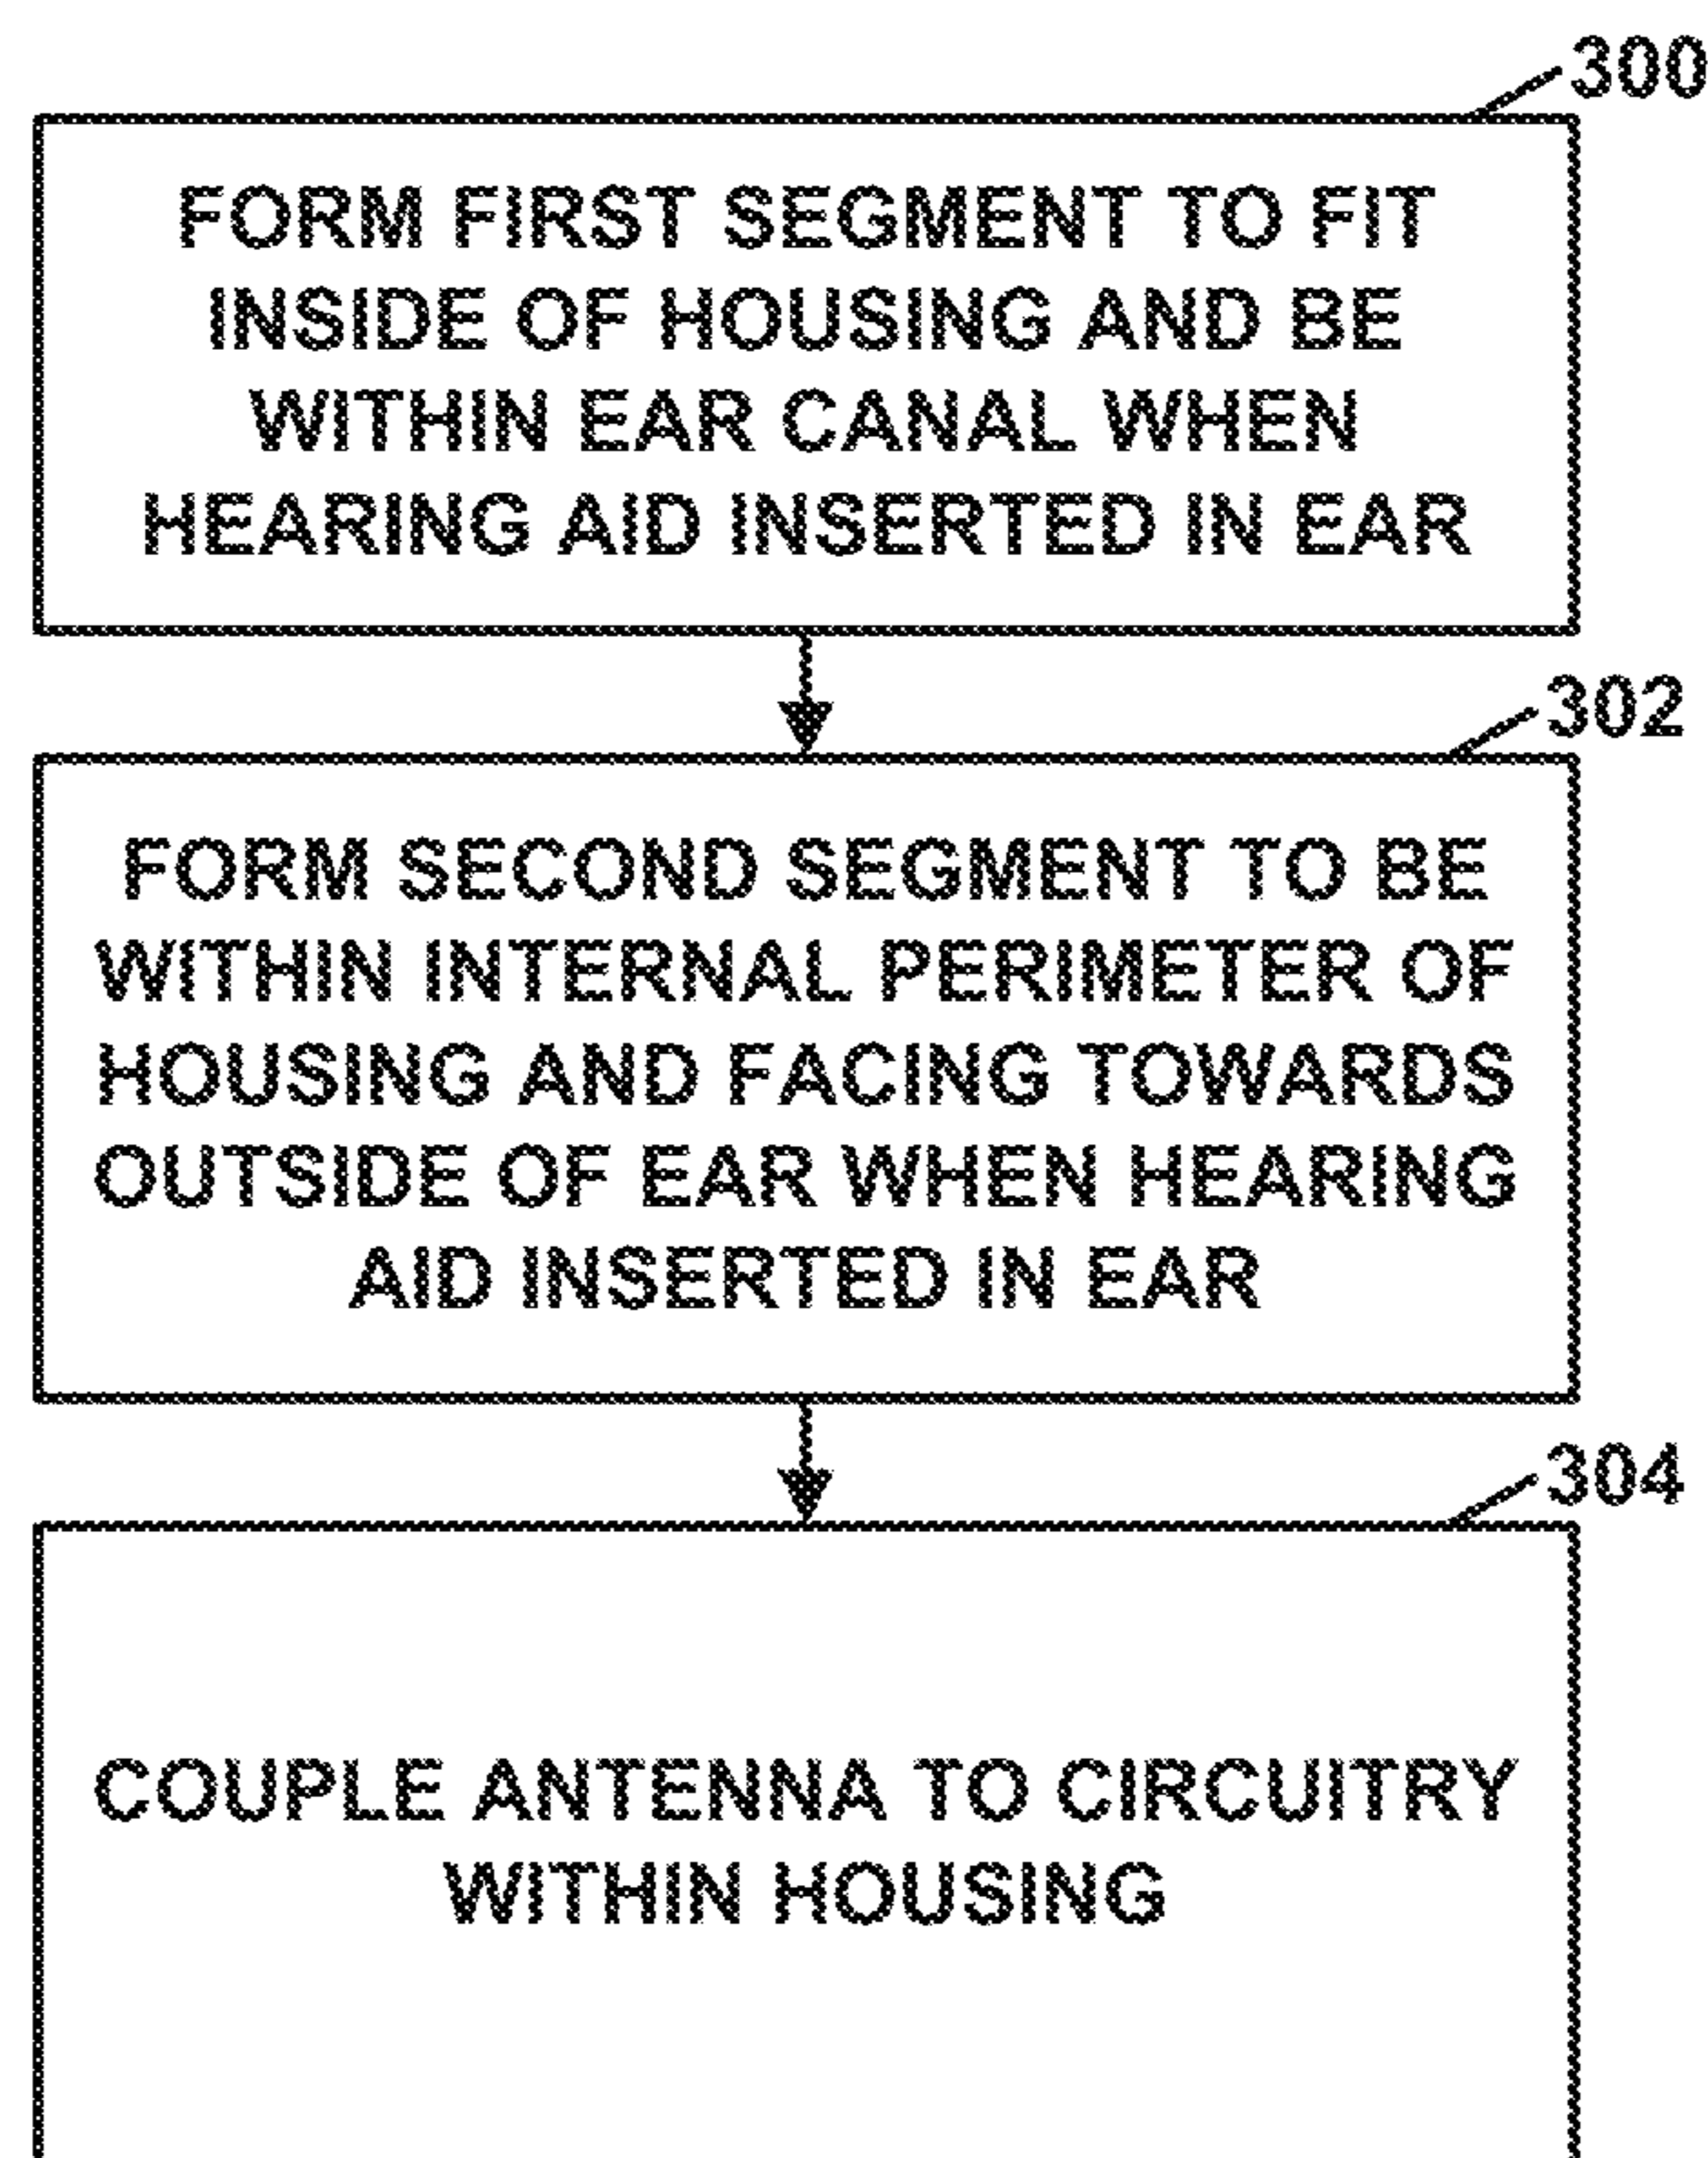 300
FORM FIRST SEGMENT TO FIT
INSIDE OF HOUSING AND BE
WITHIN EAR CANAL WHEN
HEARING AID INSERTED IN EAR
302
FORM SECOND SEGMENT TO BE
WITHIN INTERNAL PERIMETER OF
HOUSING AND FACING TOWARDS
OUTSIDE OF EAR WHEN HEARING
AID INSERTED IN EAR
304
COUPLE ANTENNA TO CIRCUITRY
WITHIN HOUSING